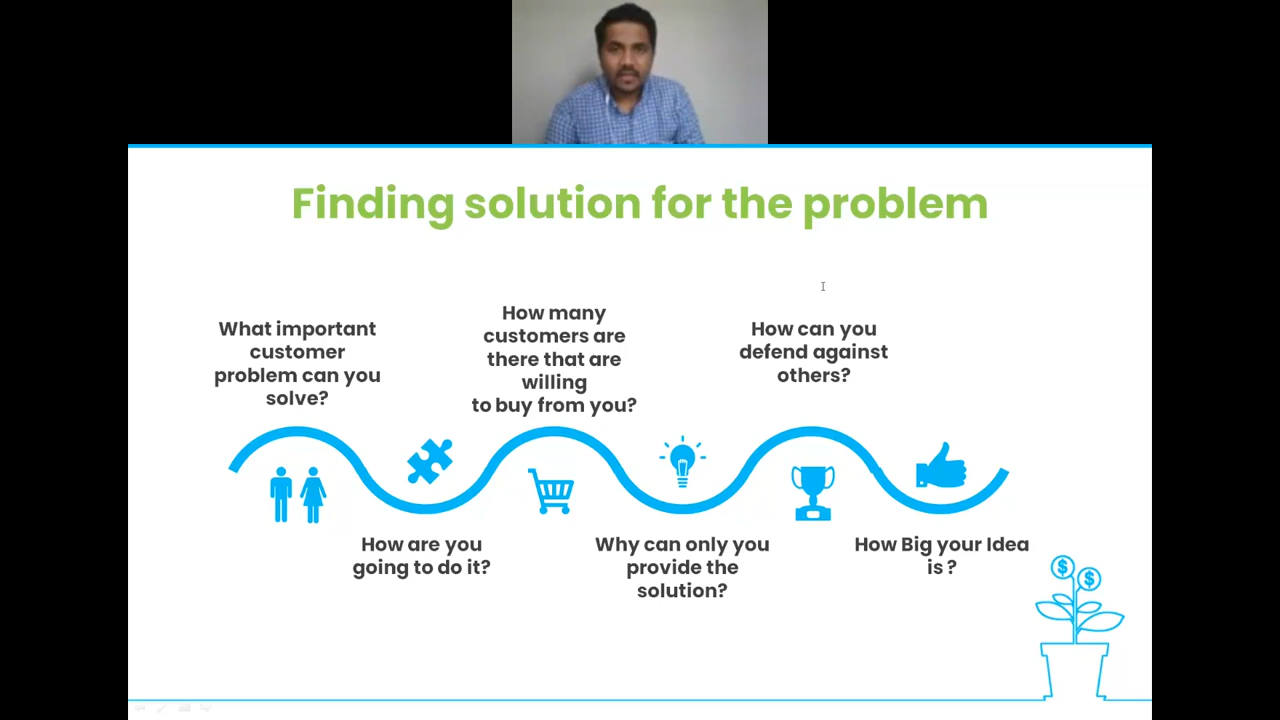 Finding solution for the problem
What important
customer
problem can you
solve?
How are you
going to do it?
How many
customers are
there that are
willing
to buy from you?
Why can only you
provide the
solution?
How can you
defend against
others?
How Big your Idea
is ?
$
$